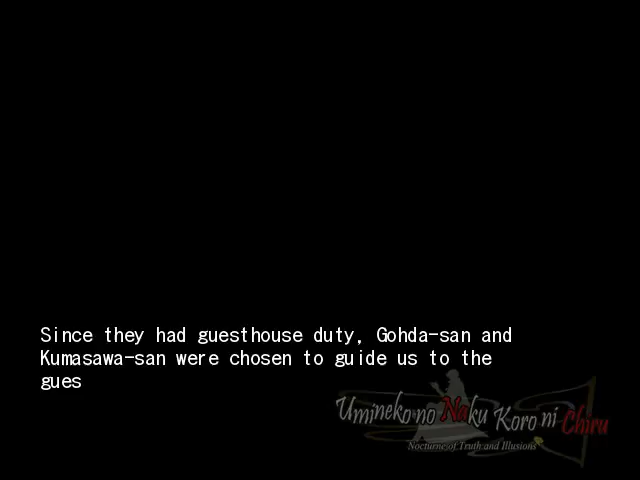 Since they had guesthouse duty, Gohda-san and
Kumasawa-san were chosen to guide us to the
gues
Umineko no Naku Koro ni Chiru
Nocturne of Truth and Illusions